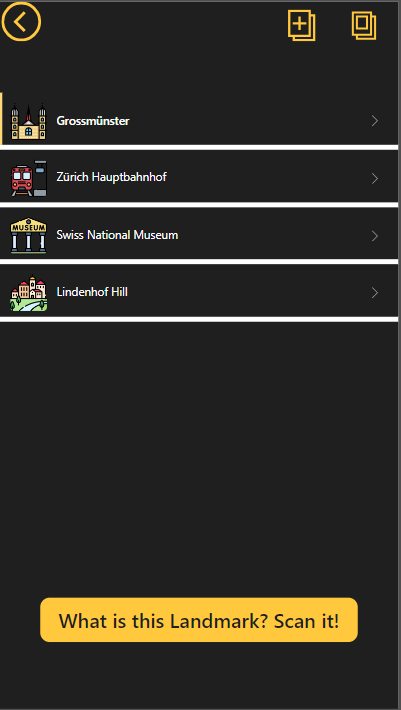 Grossmünster
Zürich Hauptbahnhof
MUSEUM
Swiss National Museum
Lindenhof Hill
What is this Landmark? Scan it!